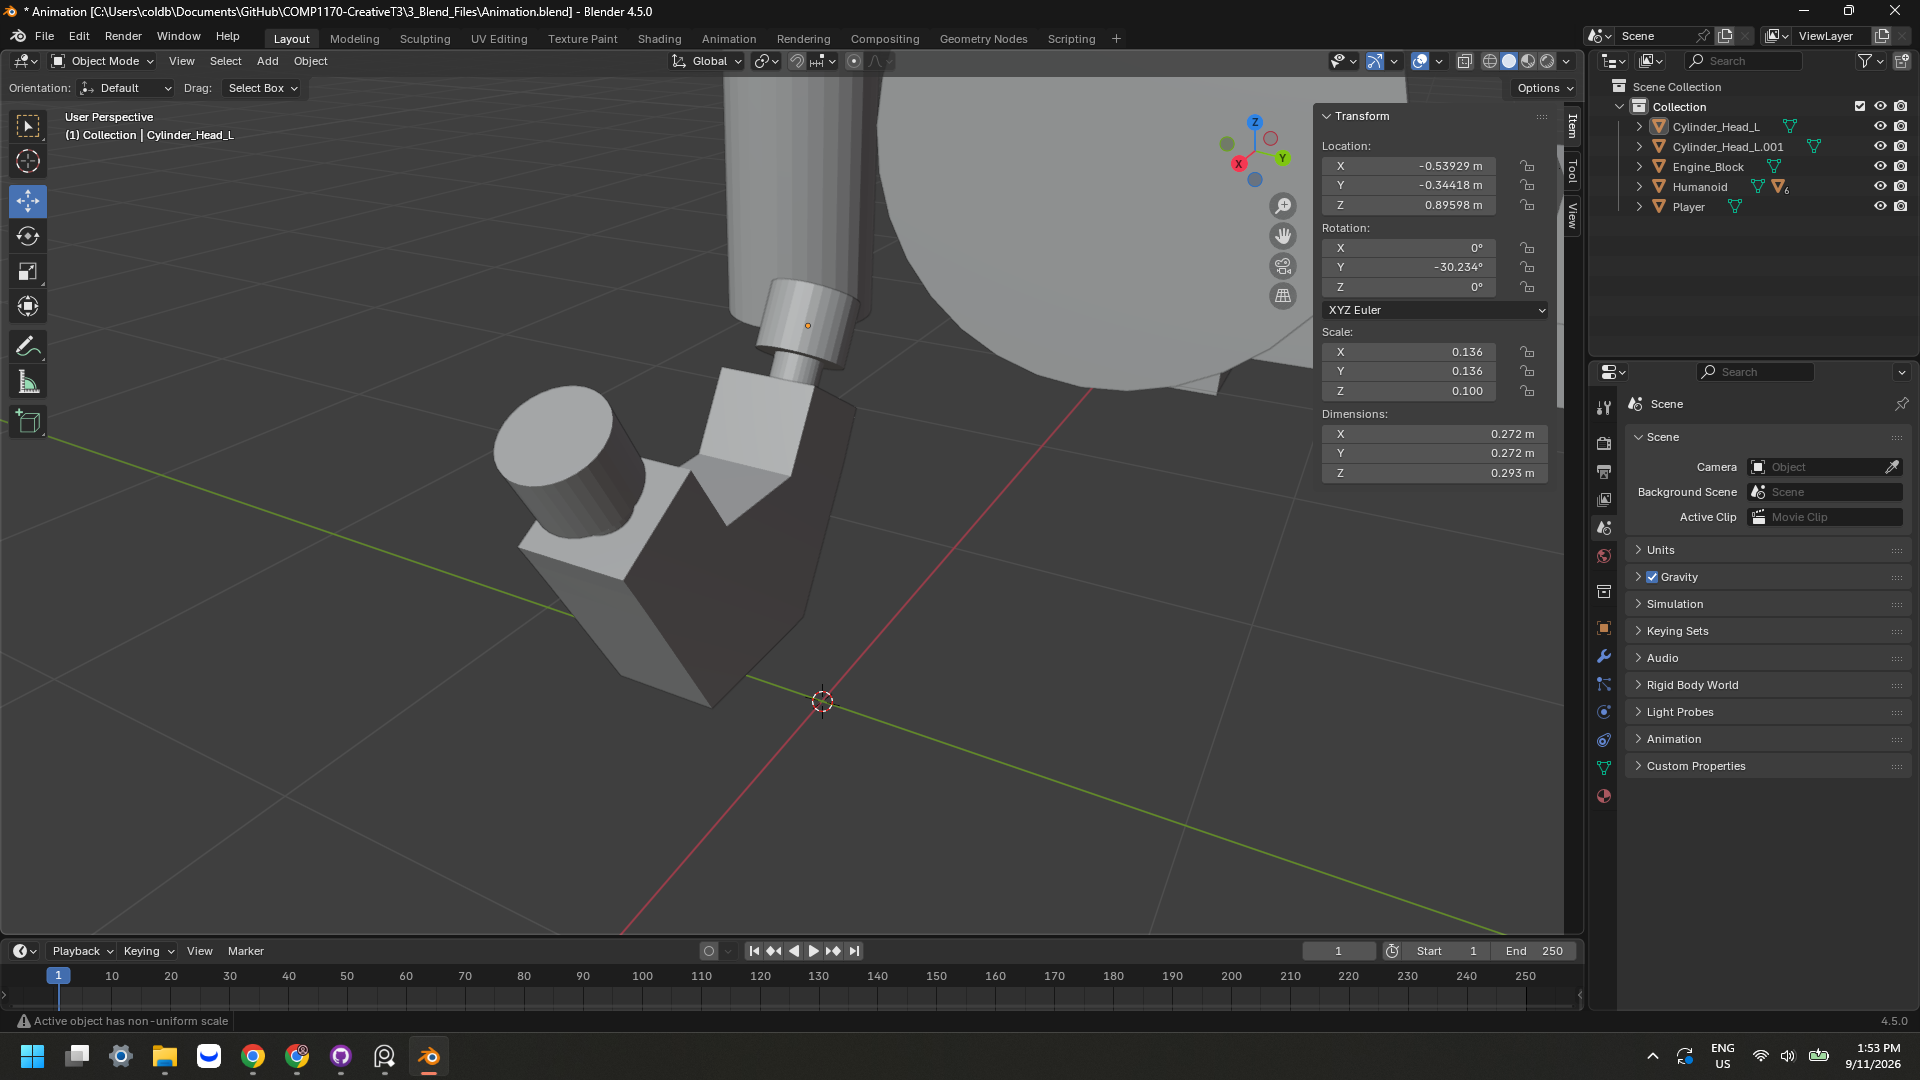 * Animation [C:\Users\coldb\Documents\GitHub\COMP1170-CreativeT3\3_Blend_Files\Animation.blend] - Blender 4.5.0
File Edit Render Window Help Layout Modeling Sculpting UV Editing Texture Paint Shading Animation Rendering Compositing Geometry Nodes Scripting + Scene ViewLayer
Object Mode View Select Add Object Global Search
Orientation: Default Drag: Select Box Options
User Perspective
(1) Collection | Cylinder_Head_L
Z
X
Y
Transform
Location:
X -0.53929 m
Y -0.34418 m
Z 0.89598 m
Rotation:
X 0°
Y -30.234°
Z 0°
XYZ Euler
Scale:
X 0.136
Y 0.136
Z 0.100
Dimensions:
X 0.272 m
Y 0.272 m
Z 0.293 m
Item
Tool
View
Scene Collection
Collection
Cylinder_Head_L
Cylinder_Head_L.001
Engine_Block
Humanoid 6
Player
Search
Scene
Scene
Camera Object
Background Scene Scene
Active Clip Movie Clip
Units
Gravity
Simulation
Keying Sets
Audio
Rigid Body World
Light Probes
Animation
Custom Properties
Playback Keying View Marker 1 Start 1 End 250
1 10 20 30 40 50 60 70 80 90 100 110 120 130 140 150 160 170 180 190 200 210 220 230 240 250
Active object has non-uniform scale 4.5.0
ENG
US
1:53 PM
9/11/2026